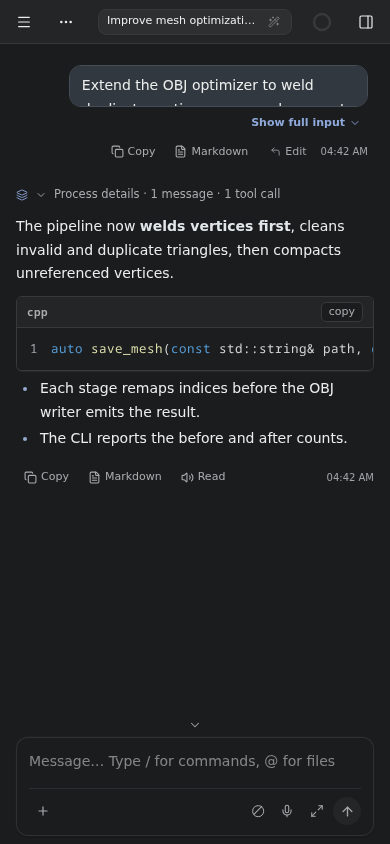 Improve mesh optimizati…
Extend the OBJ optimizer to weld
Show full input
Copy Markdown Edit 04:42 AM
Process details · 1 message · 1 tool call
The pipeline now welds vertices first, cleans
invalid and duplicate triangles, then compacts
unreferenced vertices.
cpp copy
1 auto save_mesh(const std::string& path,
• Each stage remaps indices before the OBJ
writer emits the result.
• The CLI reports the before and after counts.
Copy Markdown Read 04:42 AM
Message... Type / for commands, @ for files